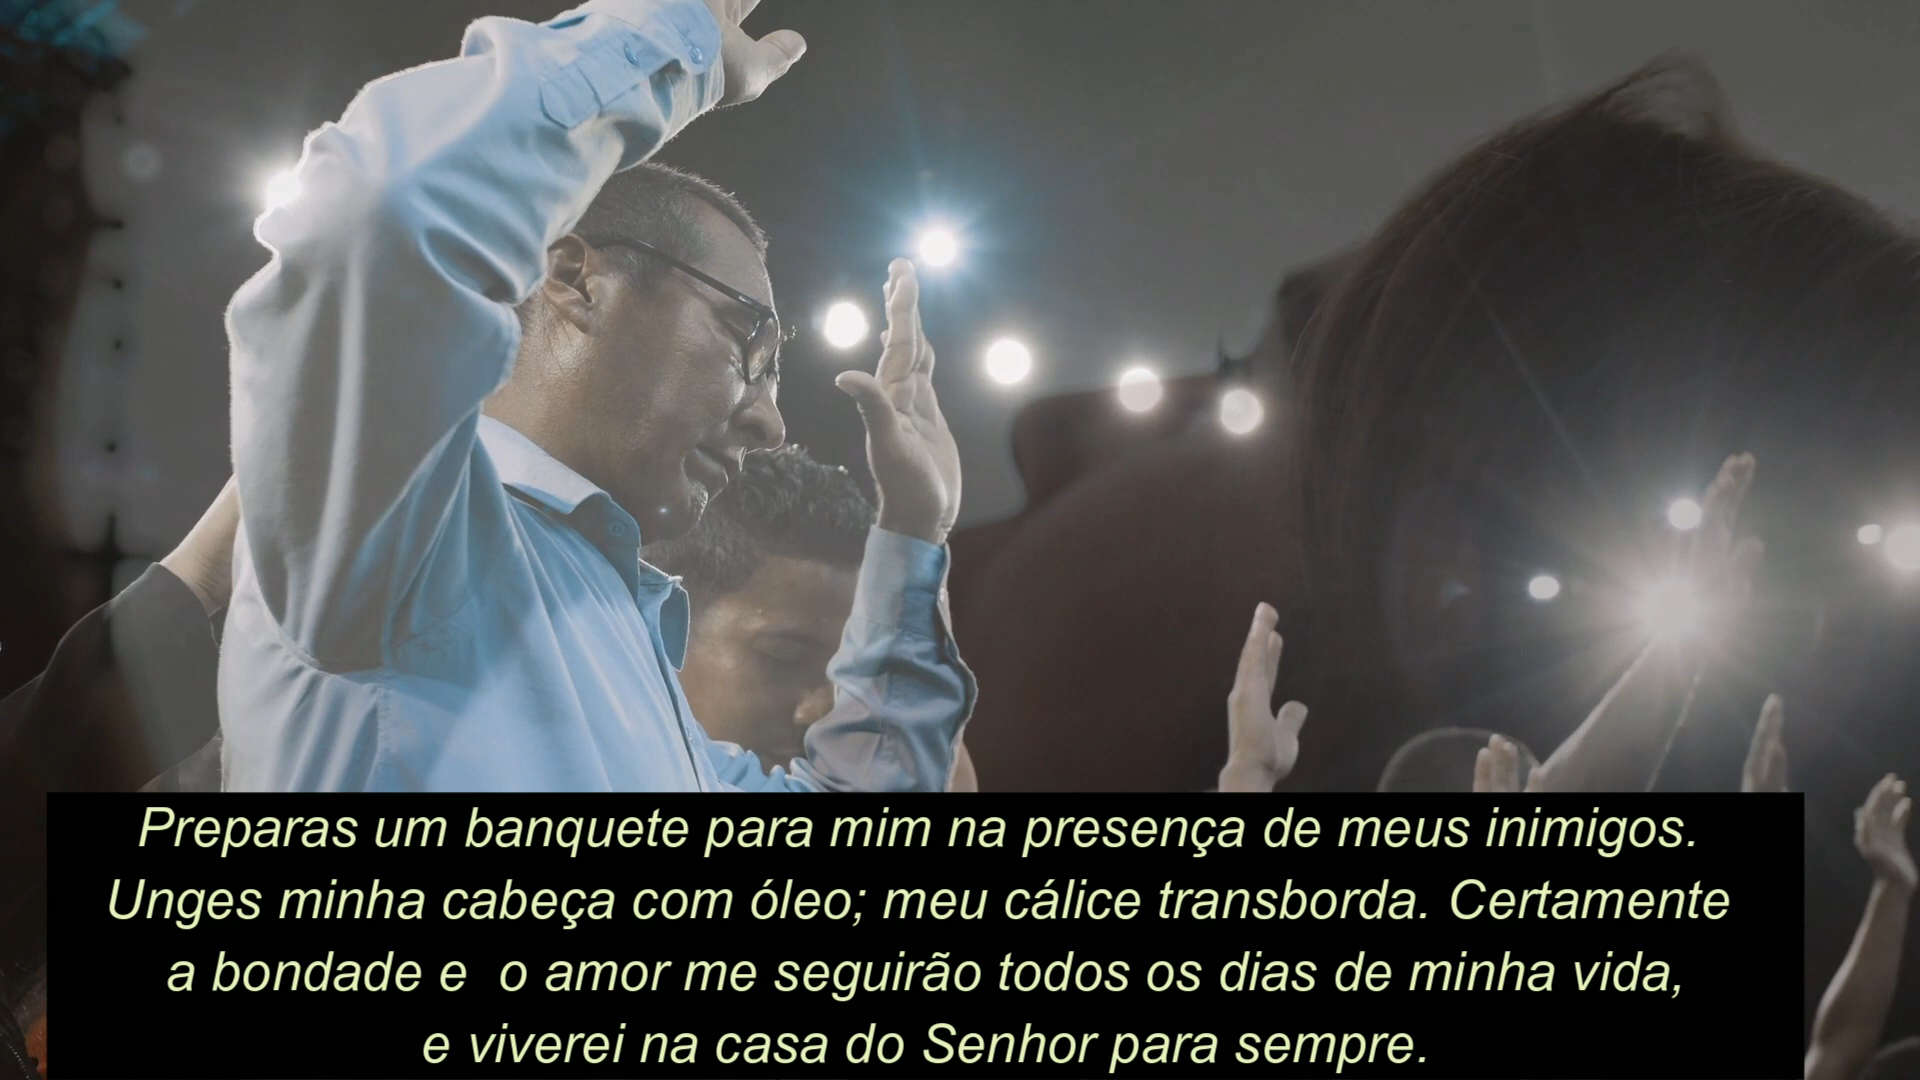 Preparas um banquete para mim na presença de meus inimigos.
Unges minha cabeça com óleo; meu cálice transborda. Certamente
a bondade e  o amor me seguirão todos os dias de minha vida,
e viverei na casa do Senhor para sempre.